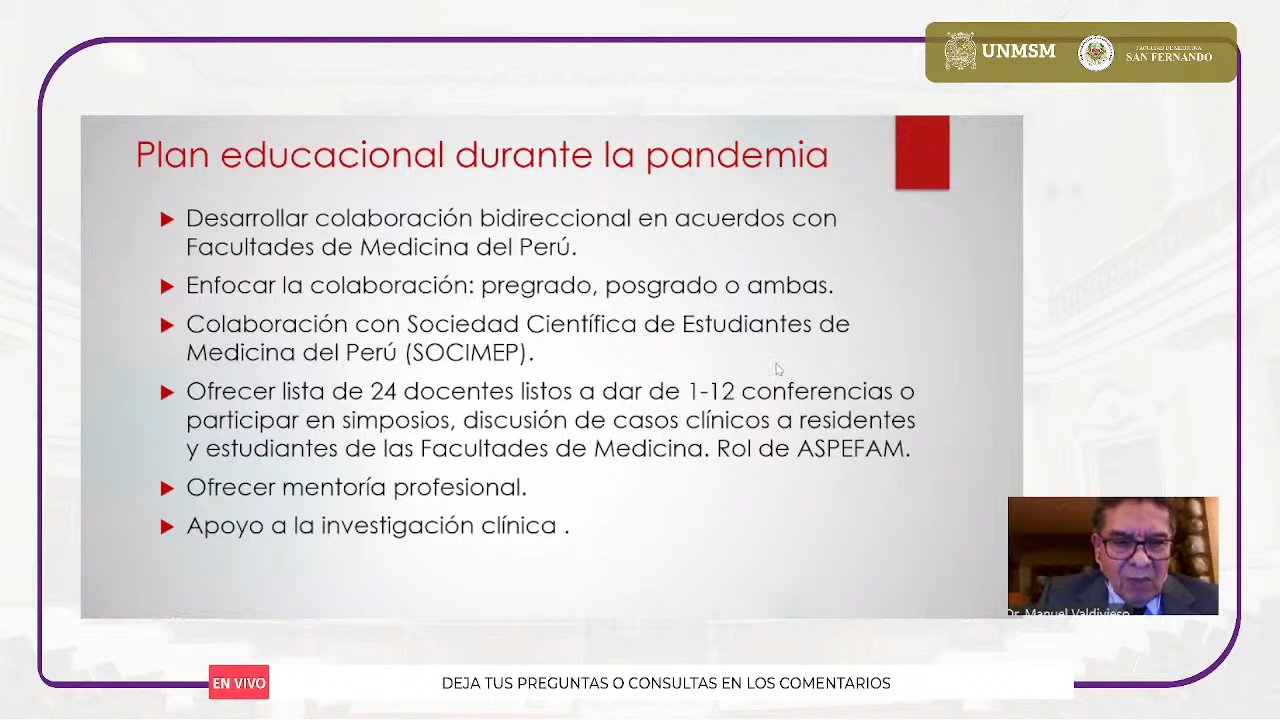 UNMSM
FACULTAD DE MEDICINA
SAN FERNANDO
Plan educacional durante la pandemia
Desarrollar colaboración bidireccional en acuerdos con
Facultades de Medicina del Perú.
Enfocar la colaboración: pregrado, posgrado o ambas.
Colaboración con Sociedad Científica de Estudiantes de
Medicina del Perú (SOCIMEP).
Ofrecer lista de 24 docentes listos a dar de 1-12 conferencias o
participar en simposios, discusión de casos clínicos a residentes
y estudiantes de las Facultades de Medicina. Rol de ASPEFAM.
Ofrecer mentoría profesional.
Apoyo a la investigación clínica .
Dr. Manuel Valdivieso
EN VIVO
DEJA TUS PREGUNTAS O CONSULTAS EN LOS COMENTARIOS